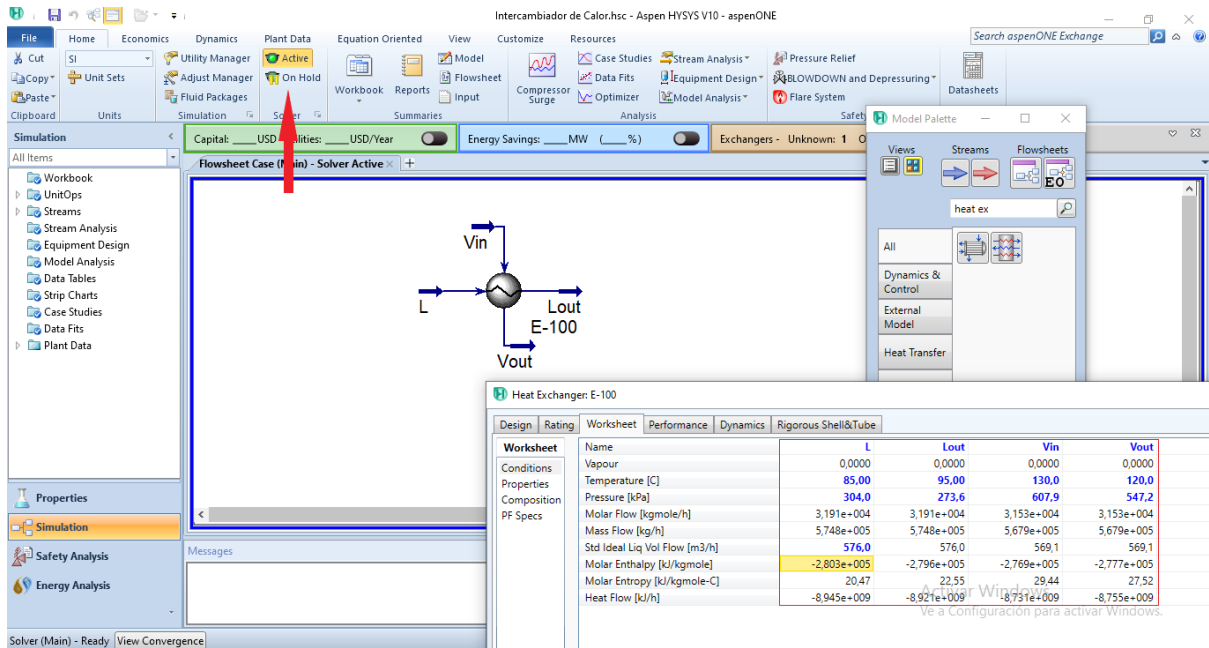 Intercambiador de Calor.hsc - Aspen HYSYS V10 - aspenONE
File Home Economics Dynamics Plant Data Equation Oriented View Customize Resources Search aspenONE Exchange
Cut SI Utility Manager Active Model Case Studies Stream Analysis Pressure Relief
Copy Unit Sets Adjust Manager On Hold Workbook Reports Flowsheet Compressor Surge Data Fits Equipment Design BLOWDOWN and Depressuring Datasheets
Paste Fluid Packages Input Optimizer Model Analysis Flare System
Clipboard Units Simulation Solver Summaries Analysis Safety
Simulation
Capital: ____USD Utilities: ____USD/Year Energy Savings: ____MW (____%) Exchangers - Unknown: 1 O
All Items
Flowsheet Case (Main) - Solver Active +
Workbook
UnitOps
Streams
Stream Analysis
Equipment Design
Model Analysis
Data Tables
Strip Charts
Case Studies
Data Fits
Plant Data
Properties
Simulation
Safety Analysis
Energy Analysis
Vin
L
Lout
E-100
Vout
Messages
Model Palette
Views Streams Flowsheets
EO
heat ex
All
Dynamics & Control
External Model
Heat Transfer
Heat Exchanger: E-100
Design Rating Worksheet Performance Dynamics Rigorous Shell&Tube
Worksheet
Conditions
Properties
Composition
PF Specs
Name L Lout Vin Vout
Vapour 0,0000 0,0000 0,0000 0,0000
Temperature [C] 85,00 95,00 130,0 120,0
Pressure [kPa] 304,0 273,6 607,9 547,2
Molar Flow [kgmole/h] 3,191e+004 3,191e+004 3,153e+004 3,153e+004
Mass Flow [kg/h] 5,748e+005 5,748e+005 5,679e+005 5,679e+005
Std Ideal Liq Vol Flow [m3/h] 576,0 576,0 569,1 569,1
Molar Enthalpy [kJ/kgmole] -2,803e+005 -2,796e+005 -2,769e+005 -2,777e+005
Molar Entropy [kJ/kgmole-C] 20,47 22,55 29,44 27,52
Heat Flow [kJ/h] -8,945e+009 -8,921e+009 -8,731e+009 -8,755e+009
Activar Windows
Ve a Configuración para activar Windows.
Solver (Main) - Ready View Convergence